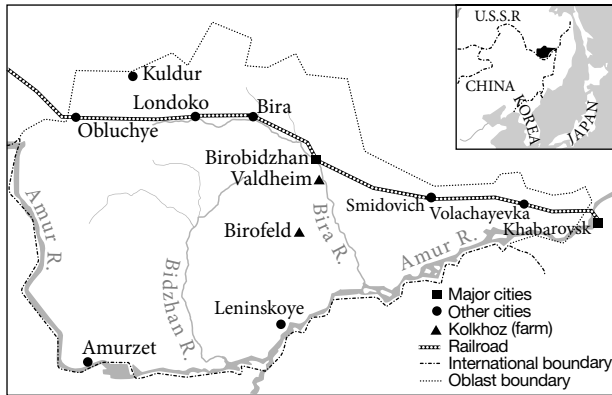 U.S.S.R
CHINA
KOREA
JAPAN
Kuldur
Londoko
Bira
Obluchye
Birobidzhan
Valdheim
Smidovich
Volachayevka
Khabarovsk
Birofeld
Bira R.
Amur R.
Amur R.
Bidzhan R.
Leninskoye
Amurzet
Major cities
Other cities
Kolkhoz (farm)
Railroad
International boundary
Oblast boundary